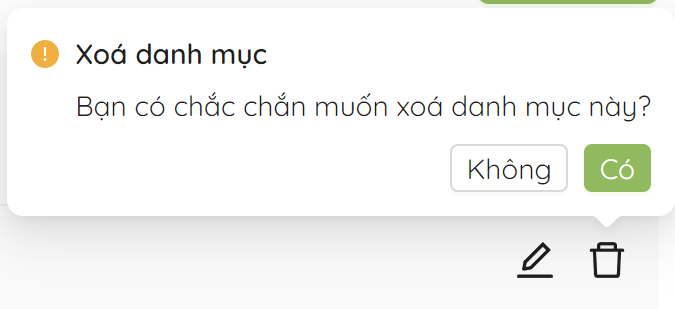 Xoá danh mục
Bạn có chắc chắn muốn xoá danh mục này?
Không
Có